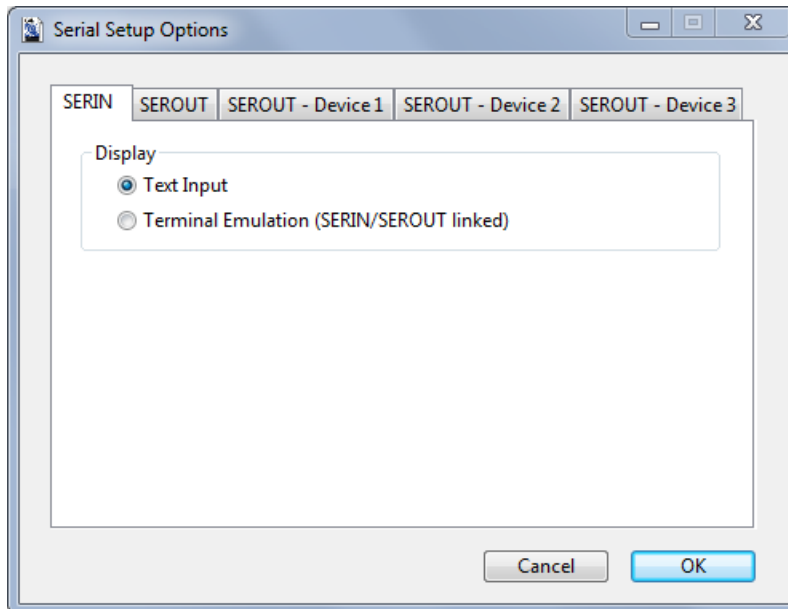 Serial Setup Options
SERIN SEROUT SEROUT - Device 1 SEROUT - Device 2 SEROUT - Device 3
Display
Text Input
Terminal Emulation (SERIN/SEROUT linked)
Cancel OK